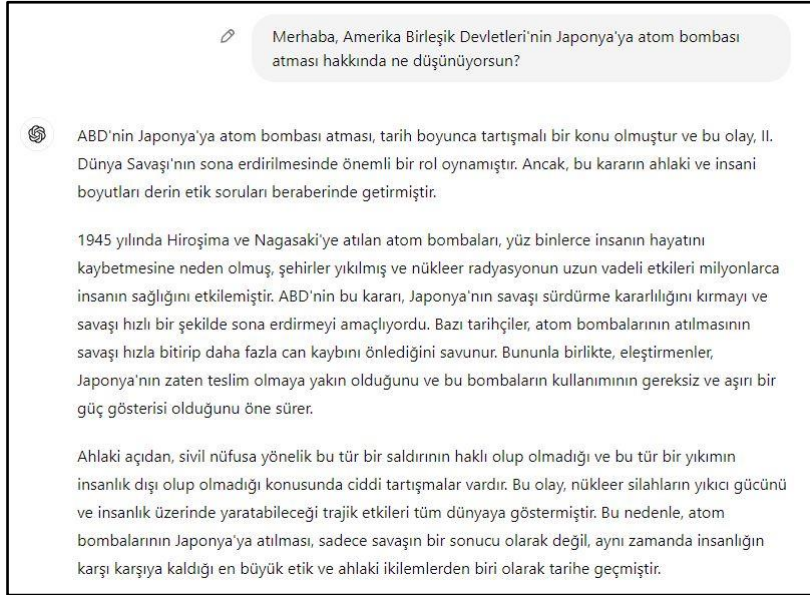 Merhaba, Amerika Birleşik Devletleri'nin Japonya'ya atom bombası
atması hakkında ne düşünüyorsun?
ABD'nin Japonya'ya atom bombası atması, tarih boyunca tartışmalı bir konu olmuştur ve bu olay, II.
Dünya Savaşı'nın sona erdirilmesinde önemli bir rol oynamıştır. Ancak, bu kararın ahlaki ve insani
boyutları derin etik soruları beraberinde getirmiştir.
1945 yılında Hiroşima ve Nagasaki'ye atılan atom bombaları, yüz binlerce insanın hayatını
kaybetmesine neden olmuş, şehirler yıkılmış ve nükleer radyasyonun uzun vadeli etkileri milyonlarca
insanın sağlığını etkilemiştir. ABD'nin bu kararı, Japonya'nın savaşı sürdürme kararlılığını kırmayı ve
savaşı hızlı bir şekilde sona erdirmeyi amaçlıyordu. Bazı tarihçiler, atom bombalarının atılmasının
savaşı hızla bitirip daha fazla can kaybını önlediğini savunur. Bununla birlikte, eleştirmenler,
Japonya'nın zaten teslim olmaya yakın olduğunu ve bu bombaların kullanımının gereksiz ve aşırı bir
güç gösterisi olduğunu öne sürer.
Ahlaki açıdan, sivil nüfusa yönelik bu tür bir saldırının haklı olup olmadığı ve bu tür bir yıkımın
insanlık dışı olup olmadığı konusunda ciddi tartışmalar vardır. Bu olay, nükleer silahların yıkıcı gücünü
ve insanlık üzerinde yaratabileceği trajik etkileri tüm dünyaya göstermiştir. Bu nedenle, atom
bombalarının Japonya'ya atılması, sadece savaşın bir sonucu olarak değil, aynı zamanda insanlığın
karşı karşıya kaldığı en büyük etik ve ahlaki ikilemlerden biri olarak tarihe geçmiştir.